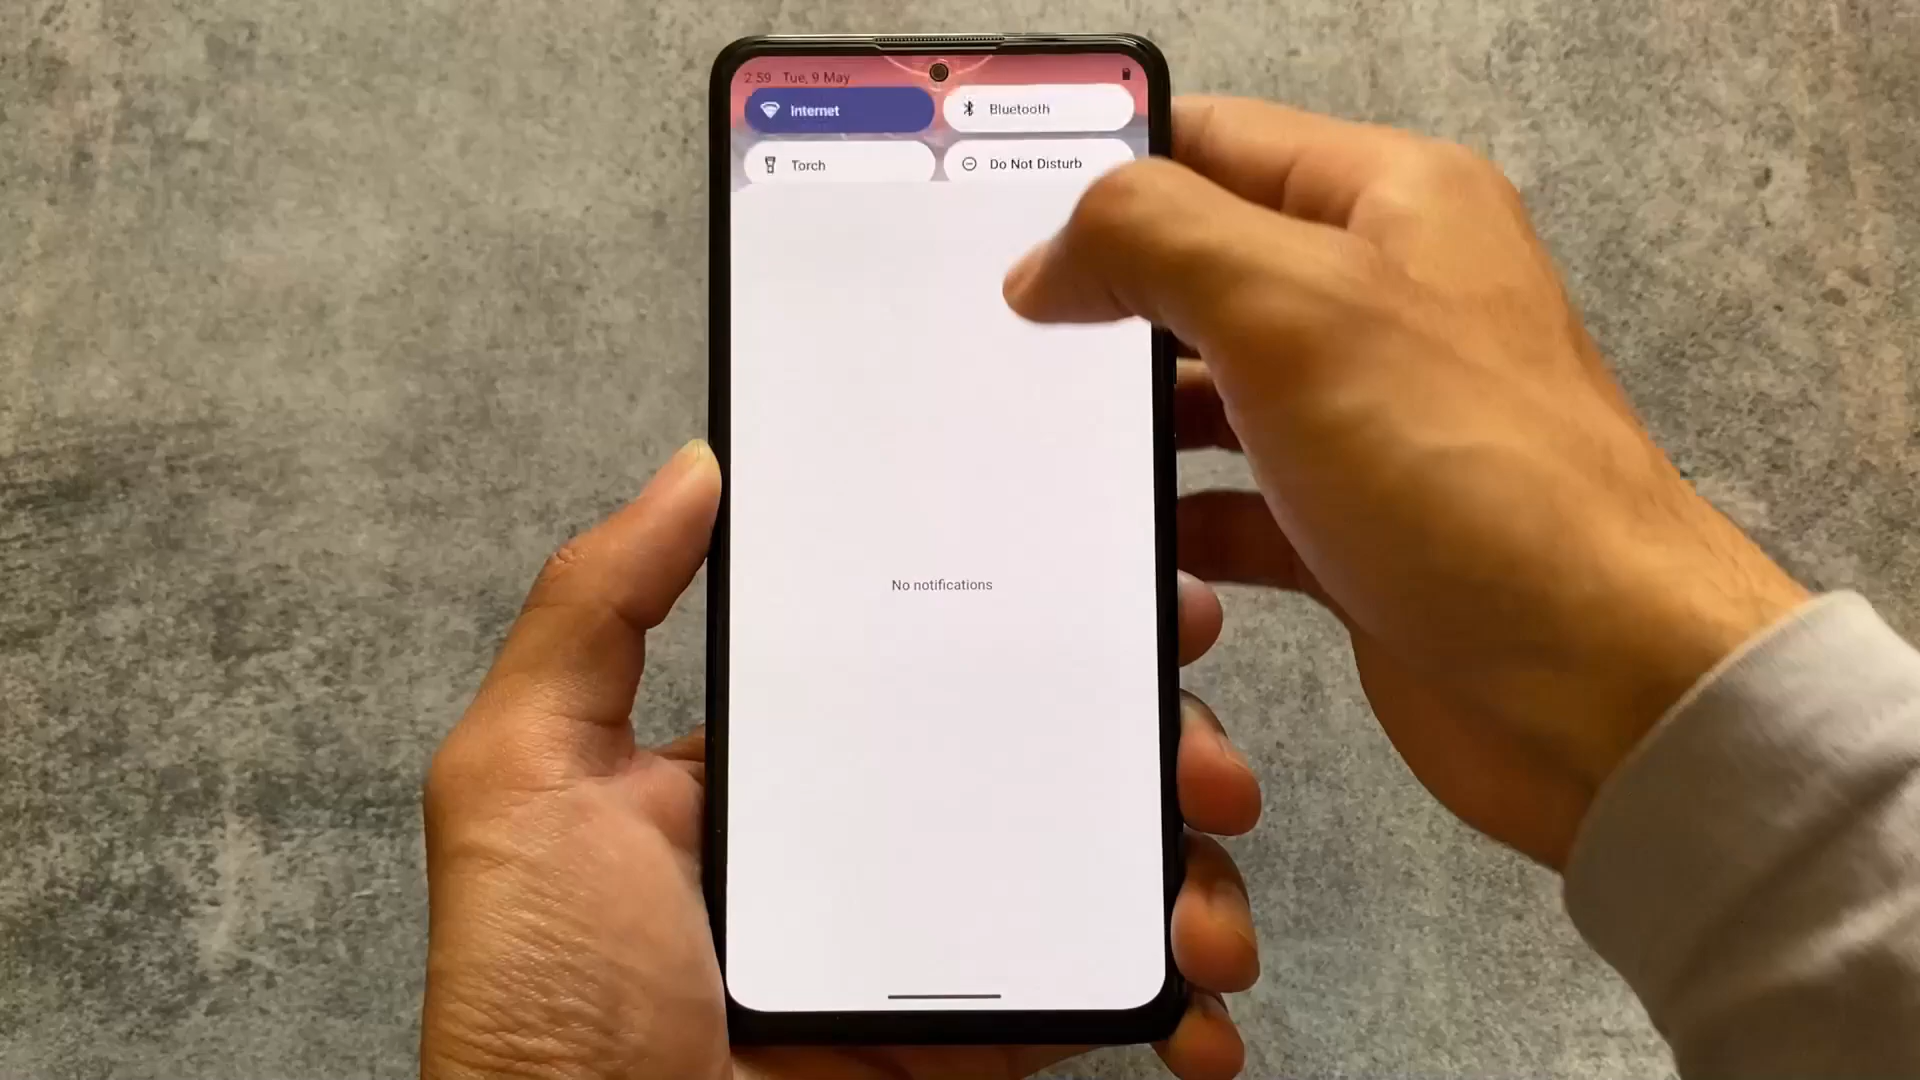 2 59 Tue, 9 May
Internet
Bluetooth
Torch
Do Not Disturb
No notifications